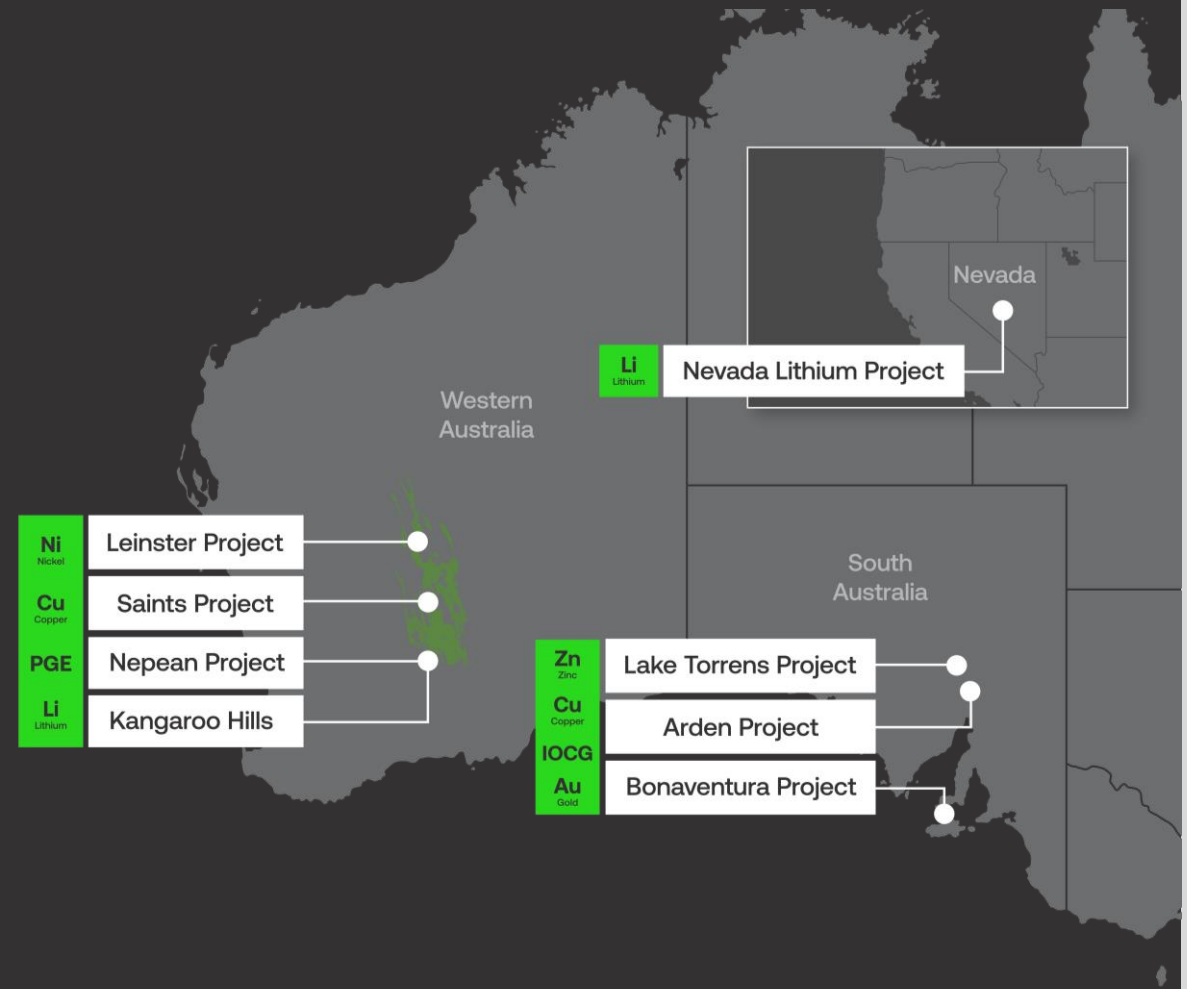 Nevada
Li
Lithium
Nevada Lithium Project
Western
Australia
Ni
Nickel
Leinster Project
Cu
Copper
Saints Project
PGE
Nepean Project
Li
Lithium
Kangaroo Hills
South
Australia
Zn
Zinc
Lake Torrens Project
Cu
Copper
Arden Project
IOCG
Au
Gold
Bonaventura Project